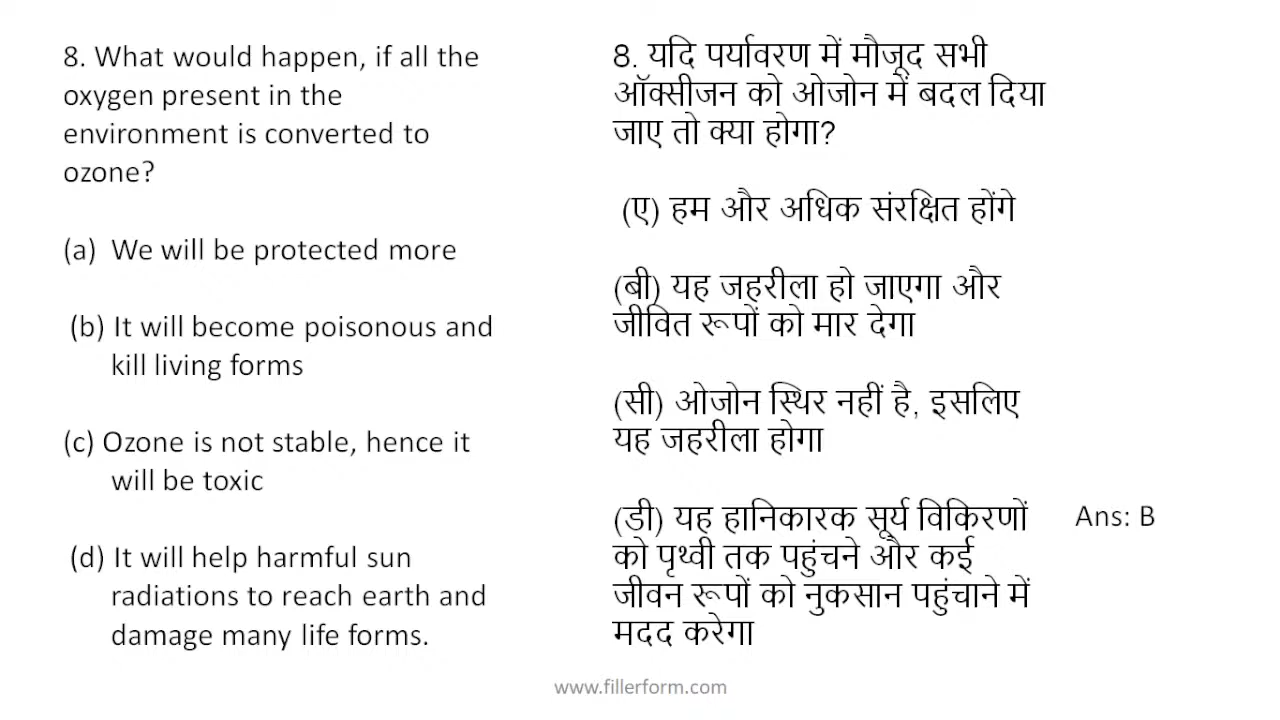 8. What would happen, if all the
oxygen present in the
environment is converted to
ozone?
(a) We will be protected more
(b) It will become poisonous and
kill living forms
(c) Ozone is not stable, hence it
will be toxic
(d) It will help harmful sun
radiations to reach earth and
damage many life forms.
8. यदि पर्यावरण में मौजूद सभी
ऑक्सीजन को ओजोन में बदल दिया
जाए तो क्या होगा?
(ए) हम और अधिक संरक्षित होंगे
(बी) यह जहरीला हो जाएगा और
जीवित रूपों को मार देगा
(सी) ओजोन स्थिर नहीं है, इसलिए
यह जहरीला होगा
(डी) यह हानिकारक सूर्य विकिरणों
को पृथ्वी तक पहुंचने और कई
जीवन रूपों को नुकसान पहुंचाने में
मदद करेगा
Ans: B
www.fillerform.com